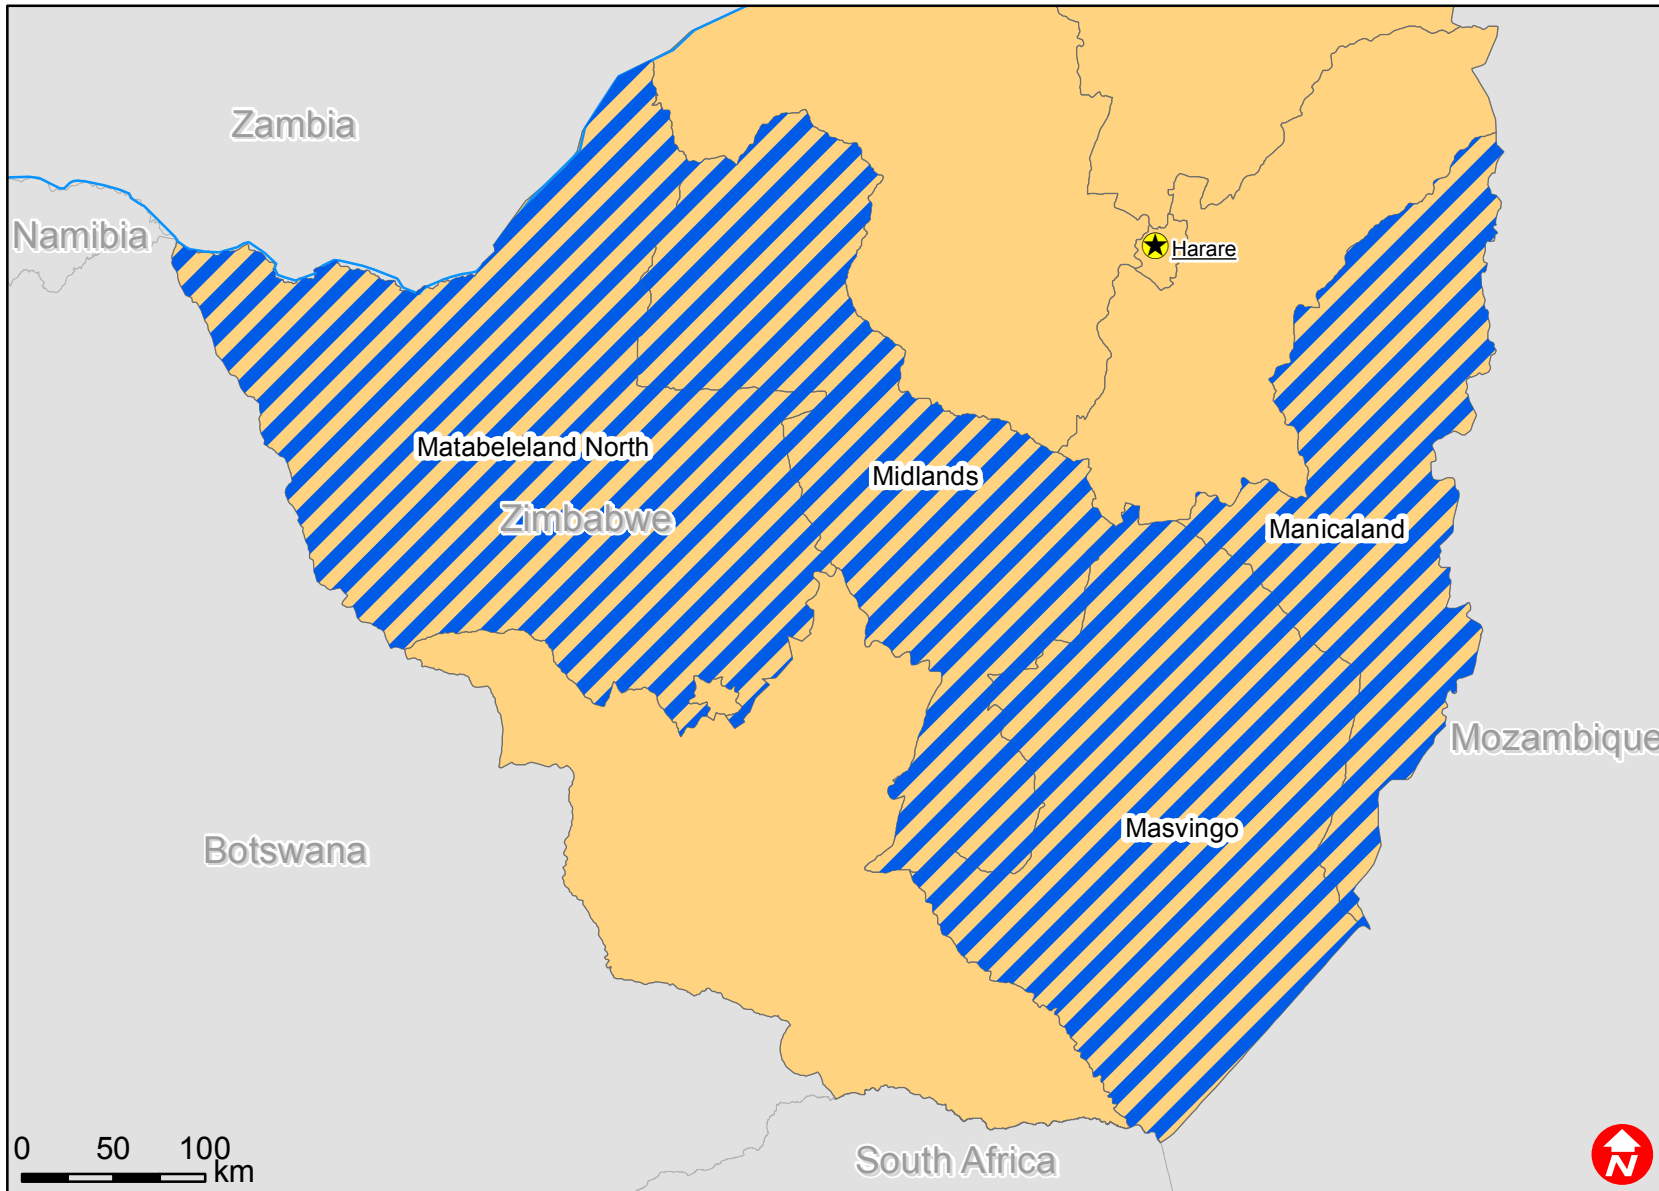 Zambia
Namibia
Harare
Matabeleland North
Midlands
Zimbabwe
Manicaland
Mozambique
Masvingo
Botswana
0 50 100
km
South Africa
N